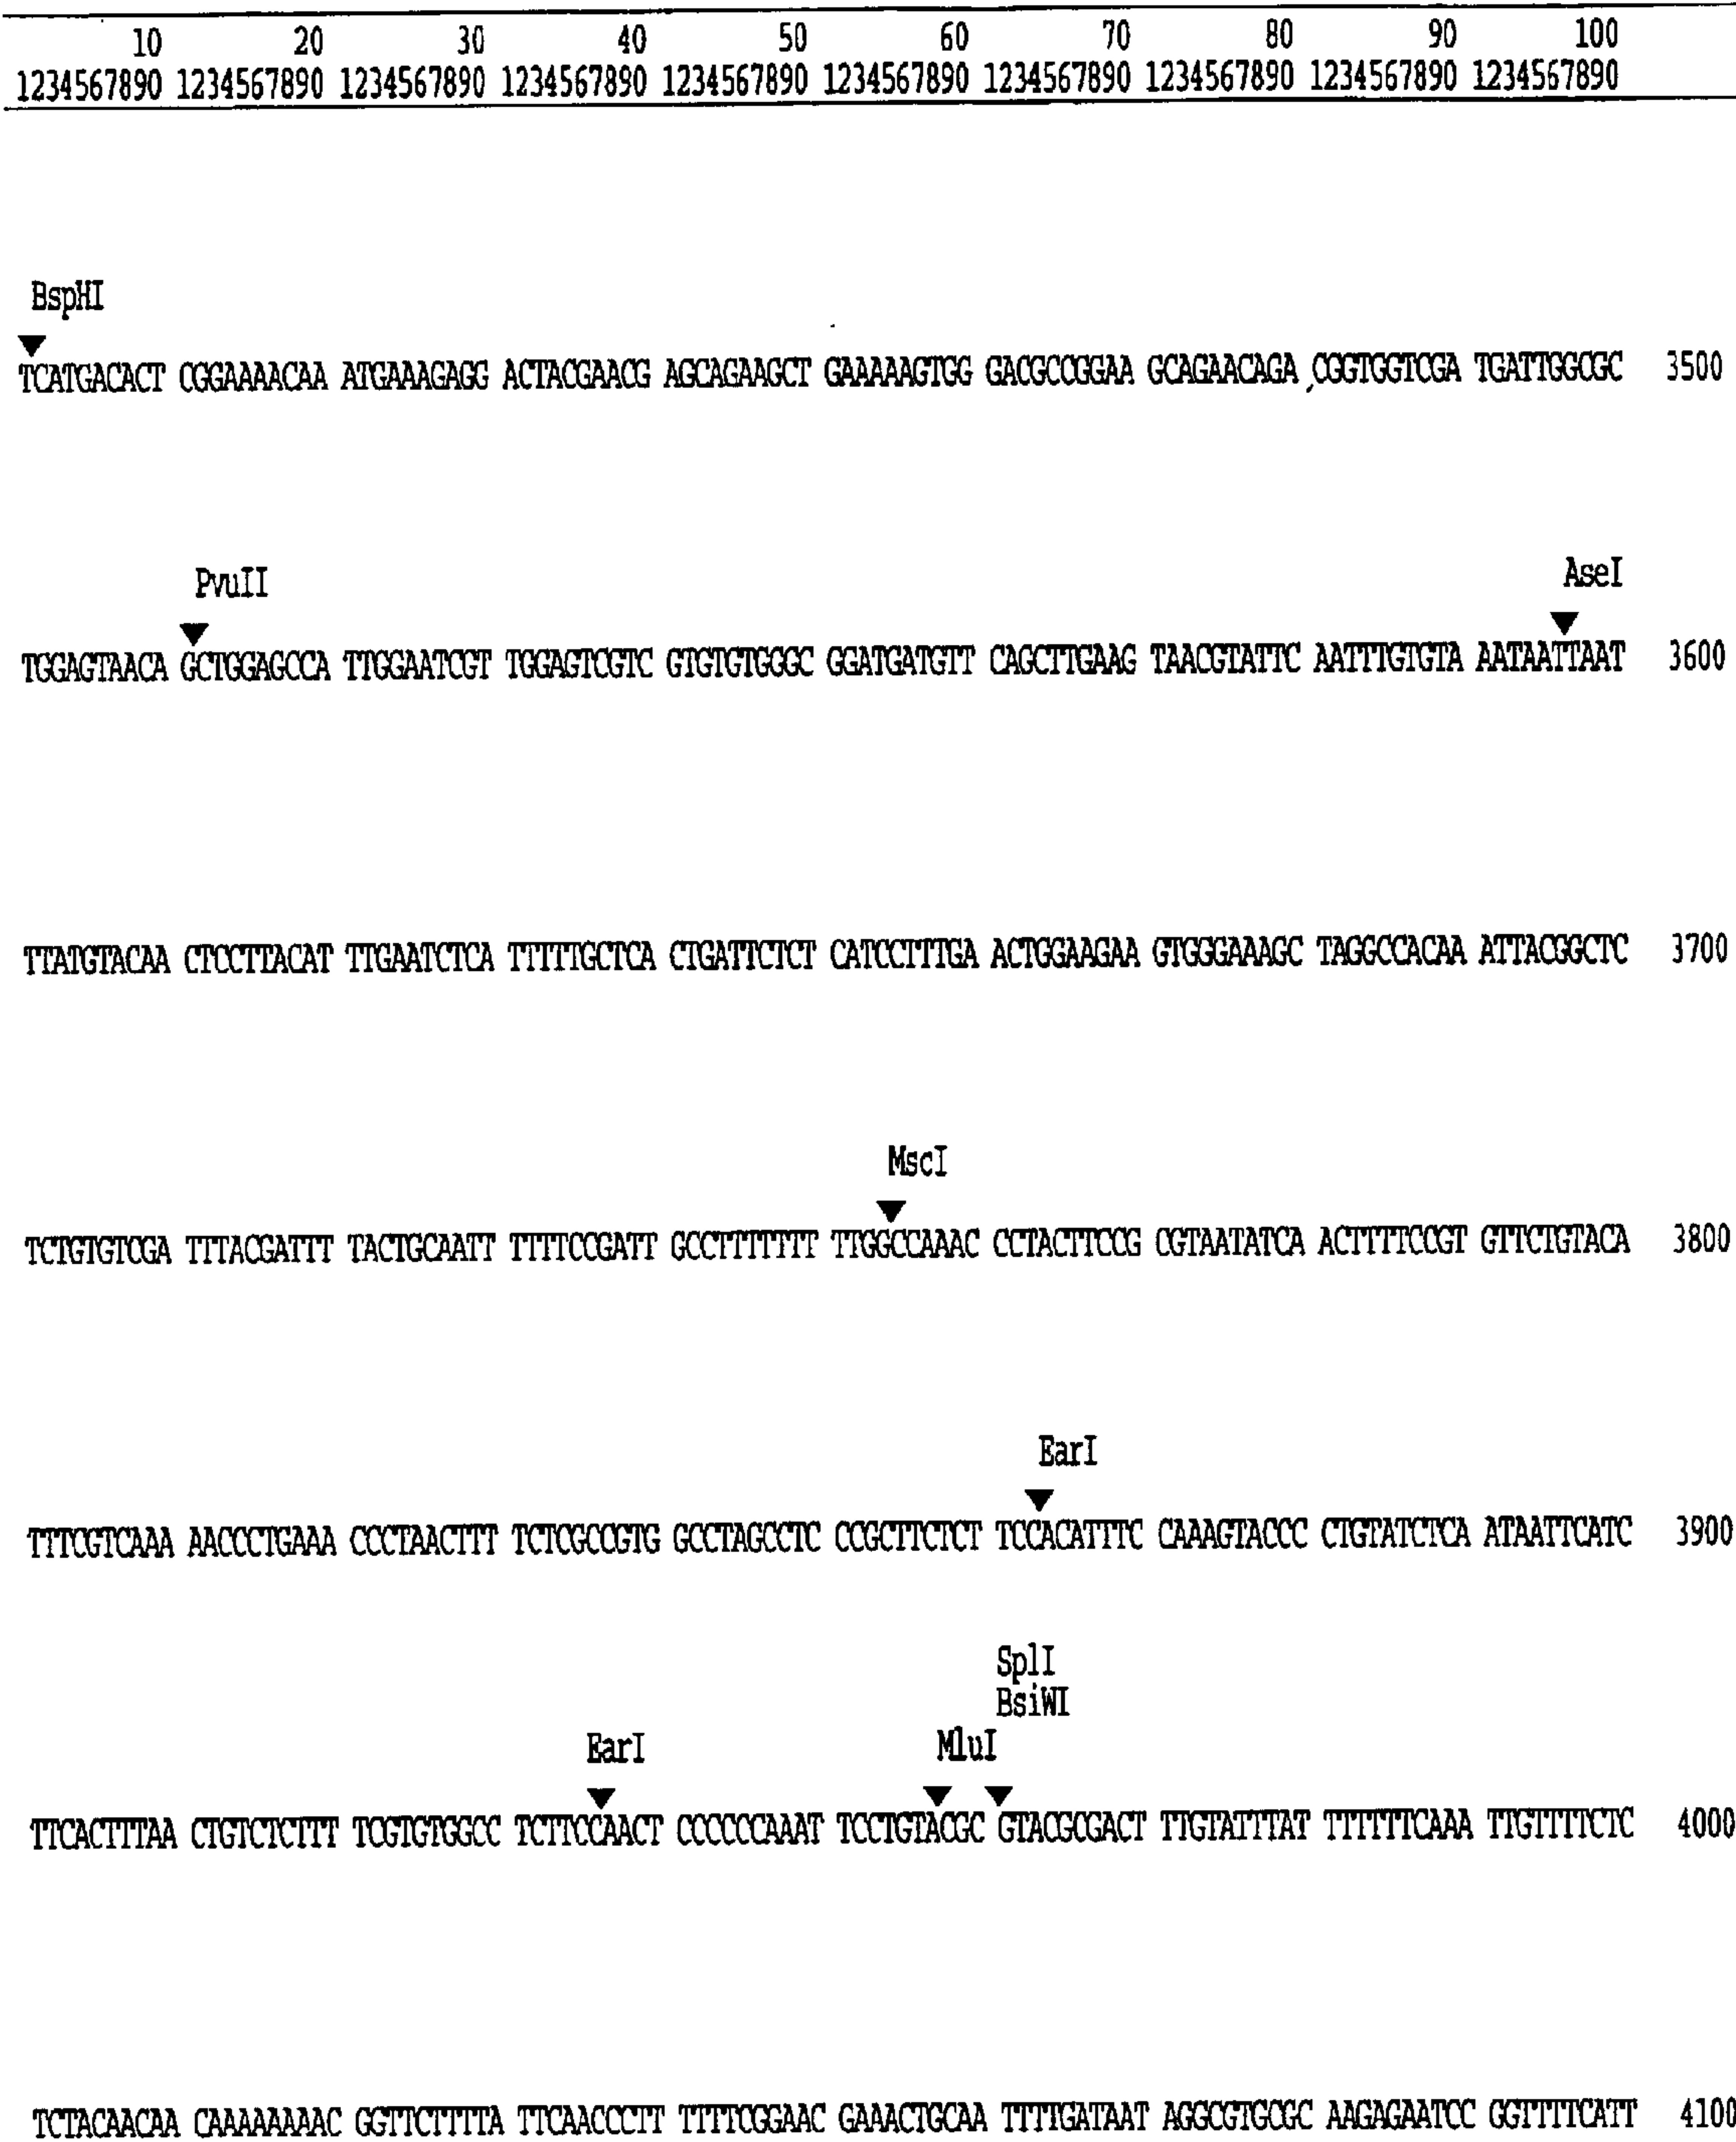 10 20 30 40 50 60 70 80 90 100
1234567890 1234567890 1234567890 1234567890 1234567890 1234567890 1234567890 1234567890 1234567890 1234567890
BspHI
TCATGACACT CGGAAAACAA ATGAAAGAGG ACTACGAACG AGCAGAAGCT GAAAAAGTGG GACGCCGGAA GCAGAACAGA CGGTGGTCGA TGATTGGCGC 3500
PvuII AseI
TGGAGTAACA GCTGGAGCCA TTGGAATCGT TGGAGTCGTC GTGTGTGGGC GGATGATGTT CAGCTTGAAG TAACGTATTC AATTTGTGTA AATAATTAAT 3600
TTATGTACAA CTCCTTACAT TTGAATCTCA TTTTTGCTCA CTGATTCTCT CATCCTTTGA ACTGGAAGAA GTGGGAAAGC TAGGCCACAA ATTACGGCTC 3700
MscI
TCTGTGTCGA TTTACGATTT TACTGCAATT TTTTCCGATT GCCTTTTTTT TTGGCCAAAC CCTACTTCCG CGTAATATCA ACTTTTCCGT GTTCTGTACA 3800
EarI
TTTCGTCAAA AACCCTGAAA CCCTAACTTT TCTCGCCGTG GCCTAGCCTC CCGCTTCTCT TCCACATTTC CAAAGTACCC CTGTATCTCA ATAATTCATC 3900
SplI
BsiWI
EarI MluI
TTCACTTTAA CTGTCTCTTT TCGTGTGGCC TCTTCCAACT CCCCCCAAAT TCCTGTACGC GTACGCGACT TTGTATTTAT TTTTTTCAAA TTGTTTTCTC 4000
TCTACAACAA CAAAAAAAAC GGTTCTTTTA TTCAACCCTT TTTTCGGAAC GAAACTGCAA TTTTTGATAAT AGGCGTGCGC AAGAGAATCC GGTTTTCATT 4100